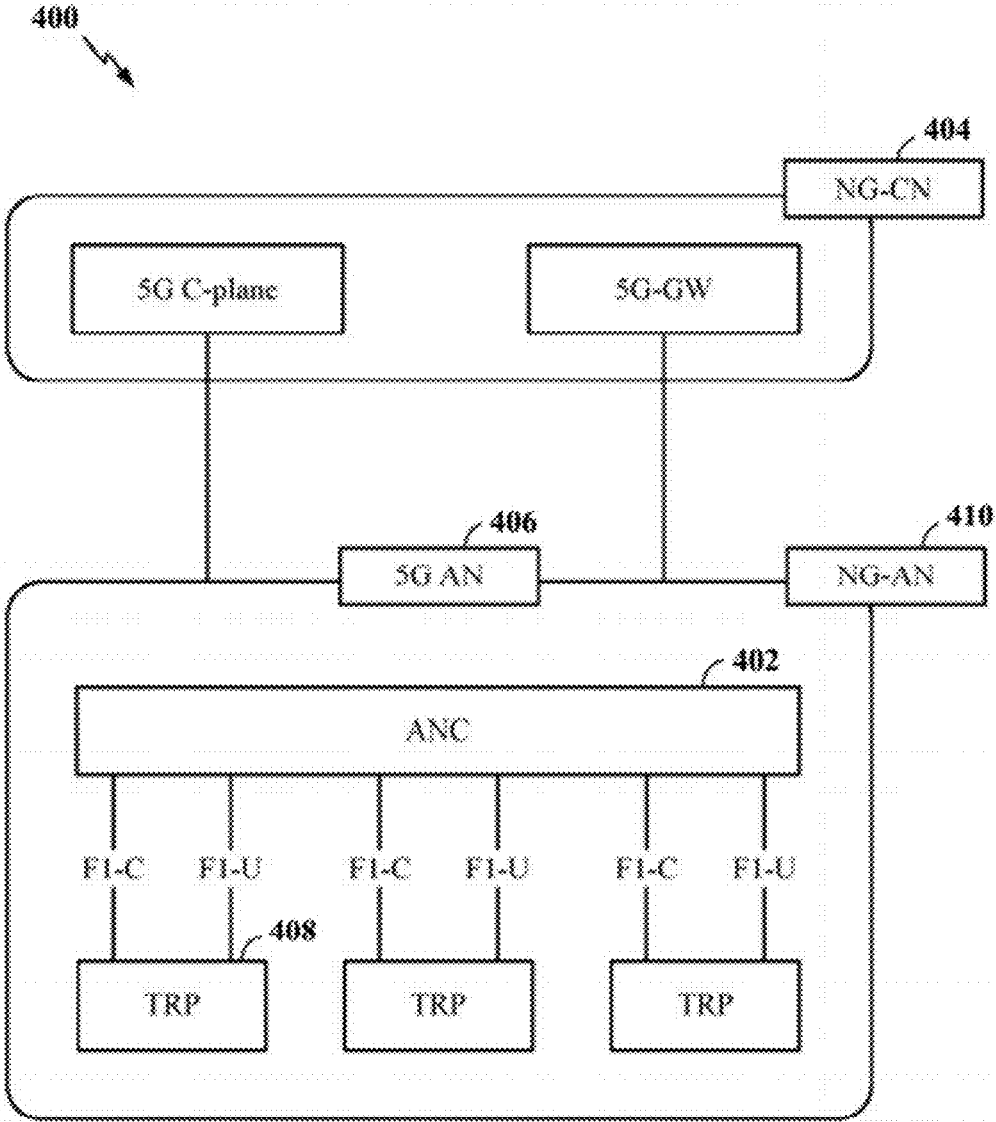 400
404
NG-CN
5G C-plane
5G-GW
406
410
5G AN
NG-AN
402
ANC
F1-C
F1-U
F1-C
F1-U
F1-C
F1-U
408
TRP
TRP
TRP